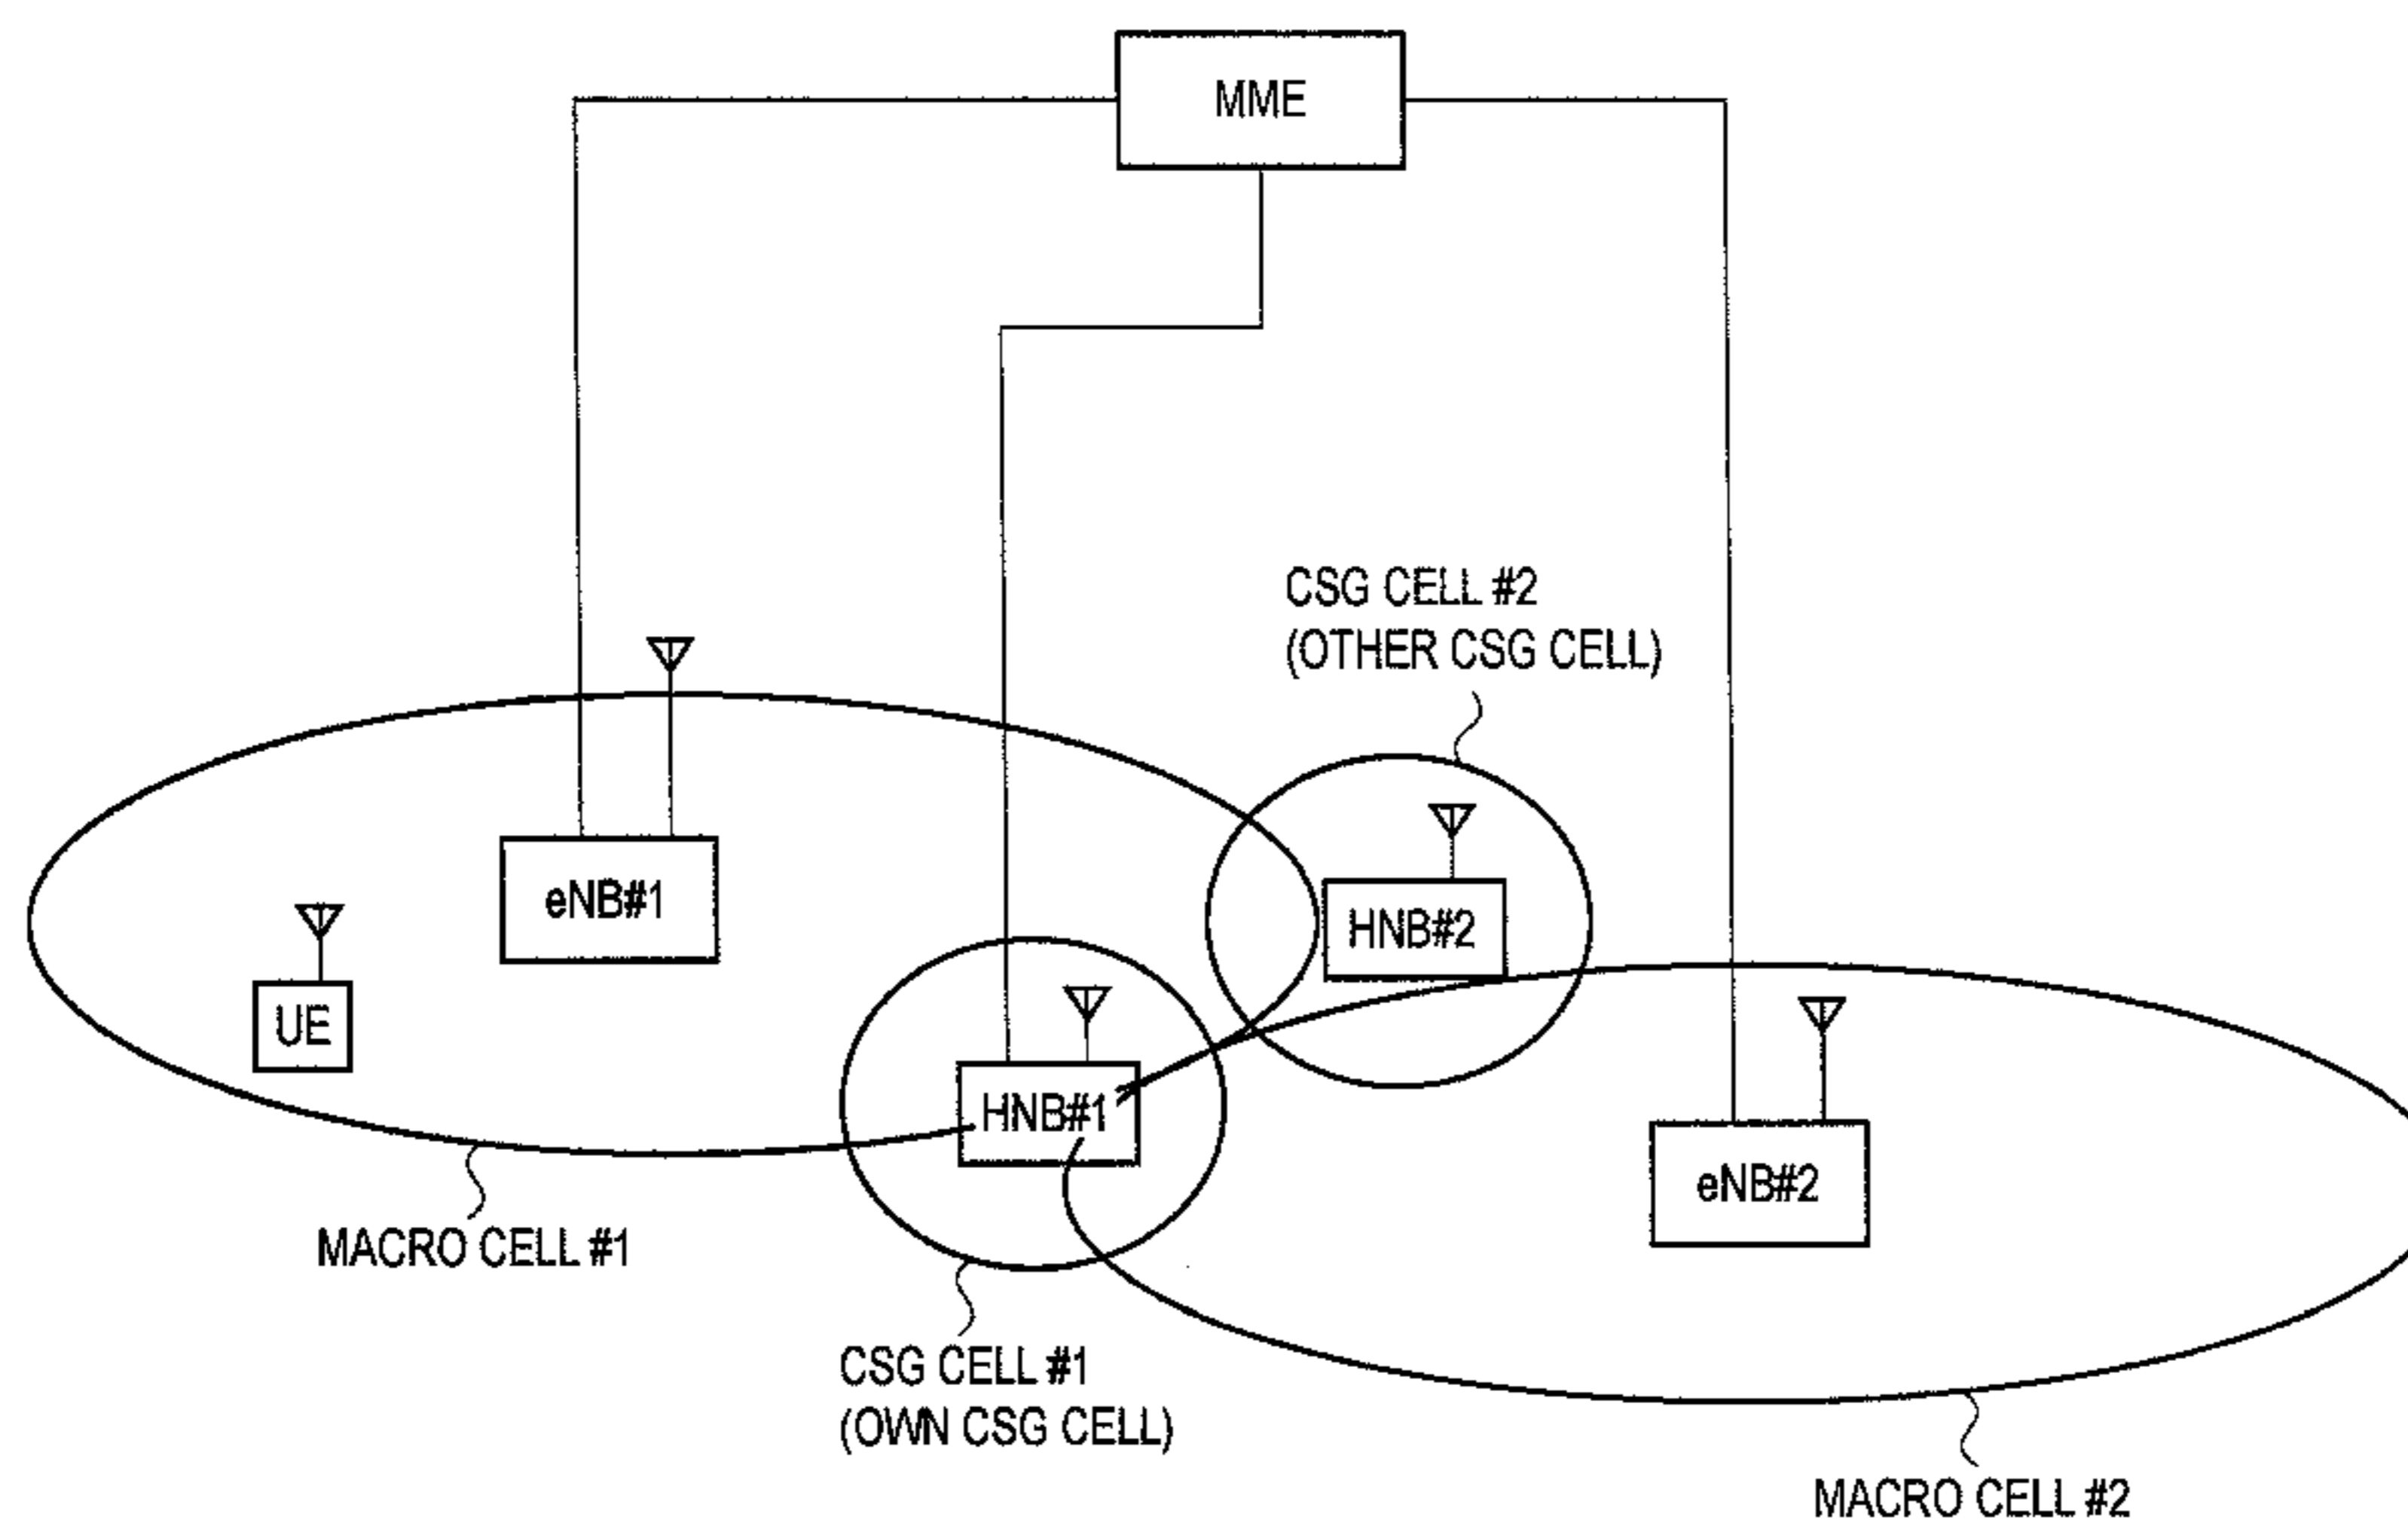 MME
CSG CELL #2
(OTHER CSG CELL)
eNB#1
HNB#2
UE
HNB#1
eNB#2
MACRO CELL #1
CSG CELL #1
(OWN CSG CELL)
MACRO CELL #2